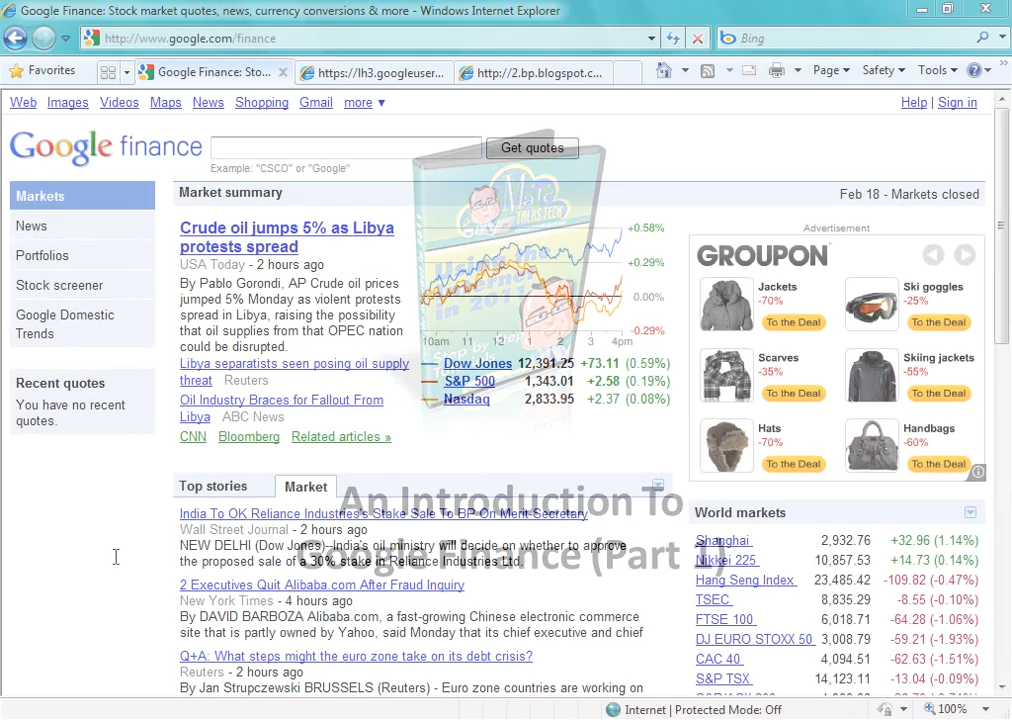 Google Finance: Stock market quotes, news, currency conversions & more - Windows Internet Explorer
http://www.google.com/finance
Bing
Favorites
Google Finance: Sto...
https://lh3.googleuser...
http://2.bp.blogspot.c...
Page
Safety
Tools
Web Images Videos Maps News Shopping Gmail more ▼
Help | Sign in
Google finance
Get quotes
Example: "CSCO" or "Google"
Markets
News
Portfolios
Stock screener
Google Domestic
Trends
Recent quotes
You have no recent
quotes.
Market summary
Feb 18 - Markets closed
Crude oil jumps 5% as Libya
protests spread
USA Today - 2 hours ago
By Pablo Gorondi, AP Crude oil prices
jumped 5% Monday as violent protests
spread in Libya, raising the possibility
that oil supplies from that OPEC nation
could be disrupted.
Libya separatists seen posing oil supply
threat Reuters
Oil Industry Braces for Fallout From
Libya ABC News
CNN Bloomberg Related articles »
+0.58%
+0.29%
0.00%
-0.29%
10am 11 12 1 2 3 4pm
Dow Jones 12,391.25 +73.11 (0.59%)
S&P 500 1,343.01 +2.58 (0.19%)
Nasdaq 2,833.95 +2.37 (0.08%)
Maia
TALKS TECH
Using the
Internet
in 2011
Step by Step
Advertisement
GROUPON
Jackets
-70%
To the Deal
Ski goggles
-25%
To the Deal
Scarves
-35%
To the Deal
Skiing jackets
-55%
To the Deal
Hats
-70%
To the Deal
Handbags
-60%
To the Deal
Top stories
Market
India To OK Reliance Industries's Stake Sale To BP On Merit-Secretary
Wall Street Journal - 2 hours ago
NEW DELHI (Dow Jones)--India's oil ministry will decide on whether to approve
the proposed sale of a 30% stake in Reliance Industries Ltd.
2 Executives Quit Alibaba.com After Fraud Inquiry
New York Times - 4 hours ago
By DAVID BARBOZA Alibaba.com, a fast-growing Chinese electronic commerce
site that is partly owned by Yahoo, said Monday that its chief executive and chief
Q+A: What steps might the euro zone take on its debt crisis?
Reuters - 2 hours ago
By Jan Strupczewski BRUSSELS (Reuters) - Euro zone countries are working on
An Introduction To
Google Finance (Part 1)
World markets
Shanghai 2,932.76 +32.96 (1.14%)
Nikkei 225 10,857.53 +14.73 (0.14%)
Hang Seng Index 23,485.42 -109.82 (-0.47%)
TSEC 8,835.29 -8.55 (-0.10%)
FTSE 100 6,018.71 -64.28 (-1.06%)
DJ EURO STOXX 50 3,008.79 -59.21 (-1.93%)
CAC 40 4,094.51 -62.63 (-1.51%)
S&P TSX 14,123.11 -13.04 (-0.09%)
Internet | Protected Mode: Off
100%